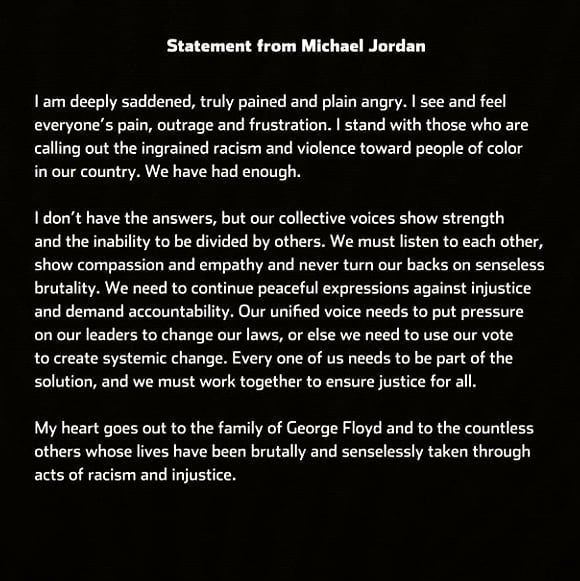 Statement from Michael Jordan
I am deeply saddened, truly pained and plain angry. I see and feel
everyone’s pain, outrage and frustration. I stand with those who are
calling out the ingrained racism and violence toward people of color
in our country. We have had enough.
I don’t have the answers, but our collective voices show strength
and the inability to be divided by others. We must listen to each other,
show compassion and empathy and never turn our backs on senseless
brutality. We need to continue peaceful expressions against injustice
and demand accountability. Our unified voice needs to put pressure
on our leaders to change our laws, or else we need to use our vote
to create systemic change. Every one of us needs to be part of the
solution, and we must work together to ensure justice for all.
My heart goes out to the family of George Floyd and to the countless
others whose lives have been brutally and senselessly taken through
acts of racism and injustice.